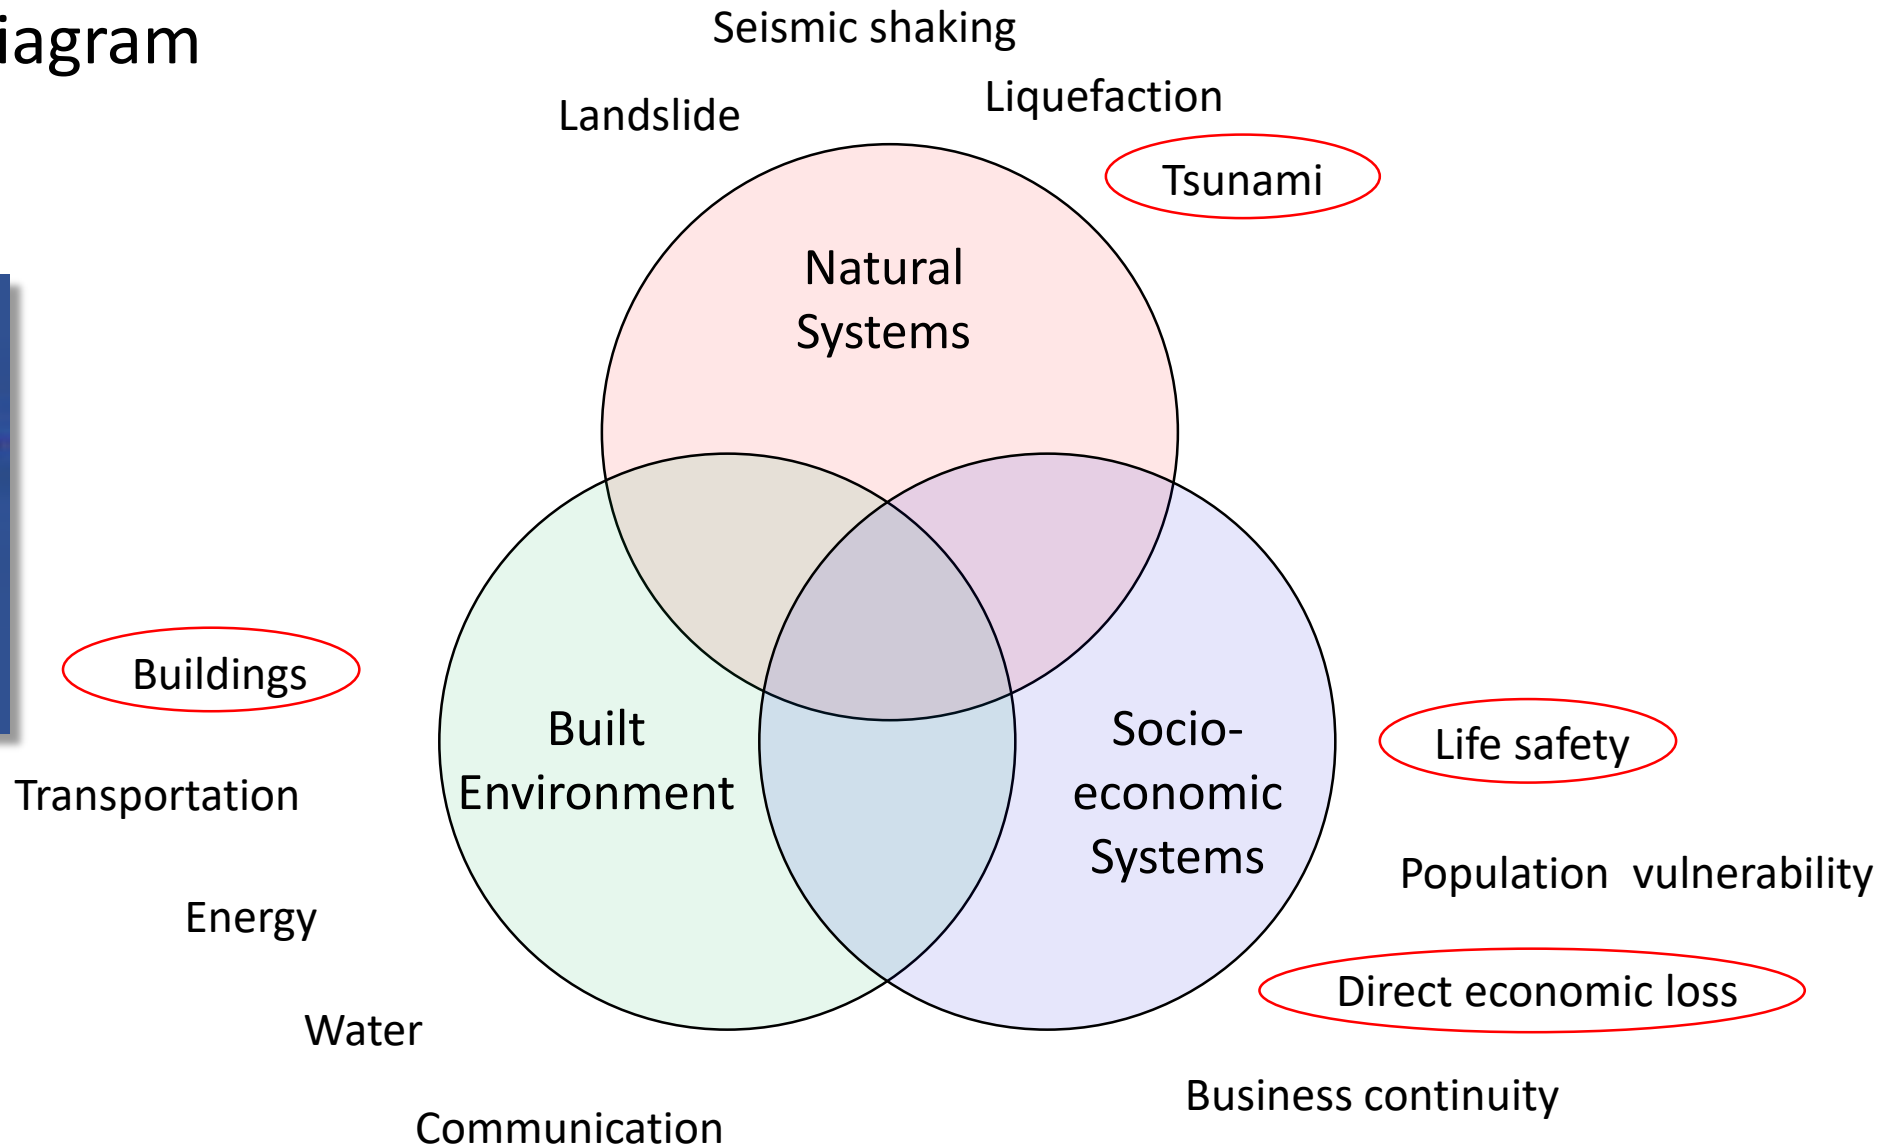 iagram
Seismic shaking
Landslide
Liquefaction
Tsunami
Natural
Systems
Buildings
Transportation
Energy
Water
Communication
Built
Environment
Socio-
economic
Systems
Life safety
Population vulnerability
Direct economic loss
Business continuity